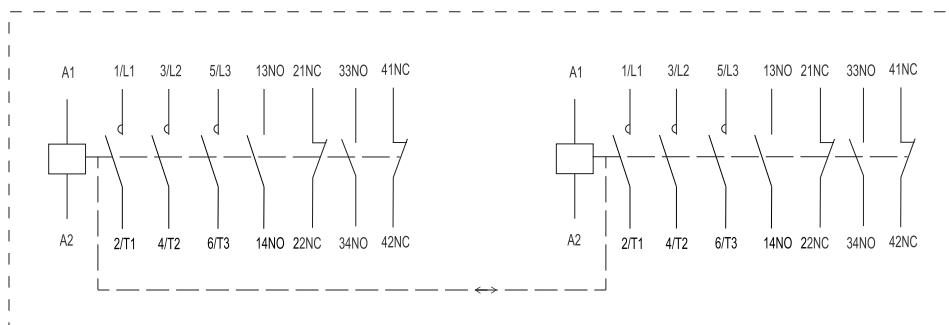 A1 1/L1 3/L2 5/L3 13NO 21NC 33NO 41NC
A2 2/T1 4/T2 6/T3 14NO 22NC 34NO 42NC
A1 1/L1 3/L2 5/L3 13NO 21NC 33NO 41NC
A2 2/T1 4/T2 6/T3 14NO 22NC 34NO 42NC